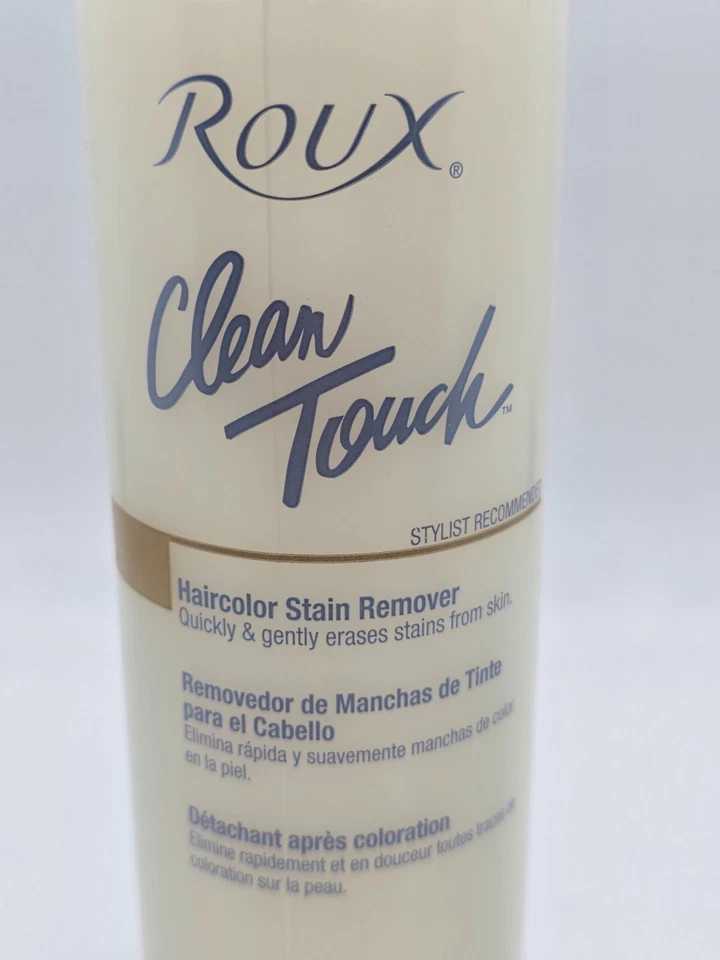 ROUX®
Clean
Touch™
STYLIST RECOMMENDED
Haircolor Stain Remover
Quickly & gently erases stains from skin.
Removedor de Manchas de Tinte
para el Cabello
Elimina rápida y suavemente manchas de color
en la piel.
Détachant après coloration
Elimine rapidement et en douceur toutes traces de
coloration sur la peau.